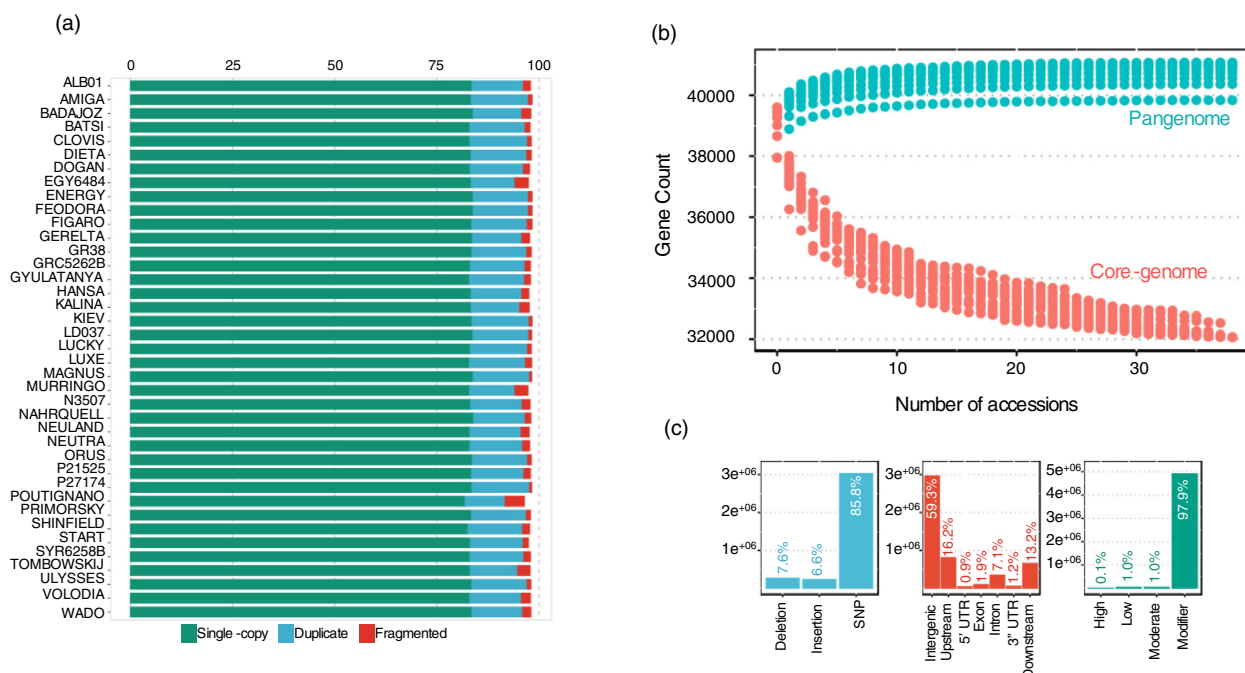 (a)
0 25 50 75 100
ALB01
AMIGA
BADAJOZ
BATSI
CLOVIS
DIETA
DOGAN
EGY6484
ENERGY
FEODORA
FIGARO
GERELTA
GR38
GRC5262B
GYULATANYA
HANSA
KALINA
KIEV
LD037
LUCKY
LUXE
MAGNUS
MURRINGO
N3507
NAHRQUELL
NEULAND
NEUTRA
ORUS
P21525
P27174
POUTIGNANO
PRIMORSKY
SHINFIELD
START
SYR6258B
TOMBOWSKIJ
ULYSSES
VOLODIA
WADO
Single -copy Duplicate Fragmented
(b)
Gene Count
40000
38000
36000
34000
32000
Pangenome
Core-genome
0 10 20 30
Number of accessions
(c)
3e+06
2e+06
1e+06
7.6%
6.6%
85.8%
Deletion
Insertion
SNP
3e+06
2e+06
1e+06
59.3%
16.2%
0.9%
1.9%
7.1%
1.2%
13.2%
Intergenic
Upstream
5' UTR
Exon
Intron
3" UTR
Downstream
5e+06
4e+06
3e+06
2e+06
1e+06
0.1%
1.0%
1.0%
97.9%
High
Low
Moderate
Modifier